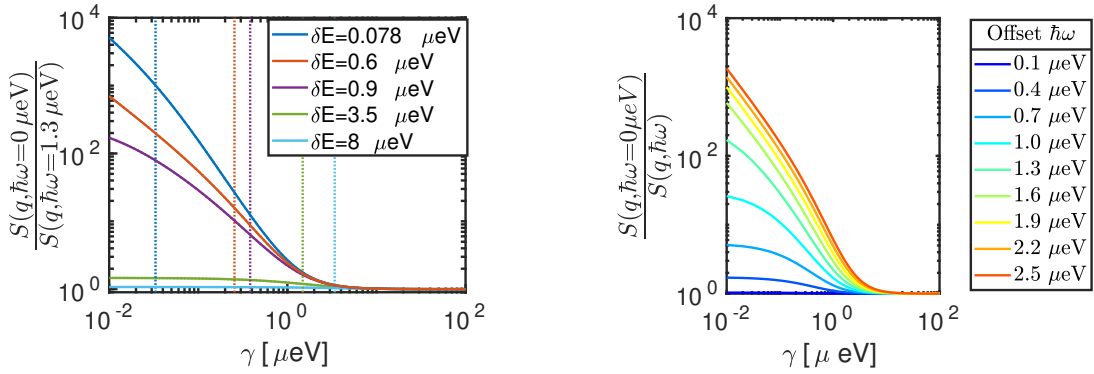 S(q,ħω=0 μeV)
S(q,ħω=1.3 μeV)
10^4
10^2
10^0
δE=0.078 μeV
δE=0.6 μeV
δE=0.9 μeV
δE=3.5 μeV
δE=8 μeV
10^-2
10^0
10^2
γ [ μeV]
S(q,ħω=0μeV)
S(q,ħω)
10^4
10^2
10^0
10^-2
10^0
10^2
γ [ μ eV]
Offset ħω
0.1 μeV
0.4 μeV
0.7 μeV
1.0 μeV
1.3 μeV
1.6 μeV
1.9 μeV
2.2 μeV
2.5 μeV